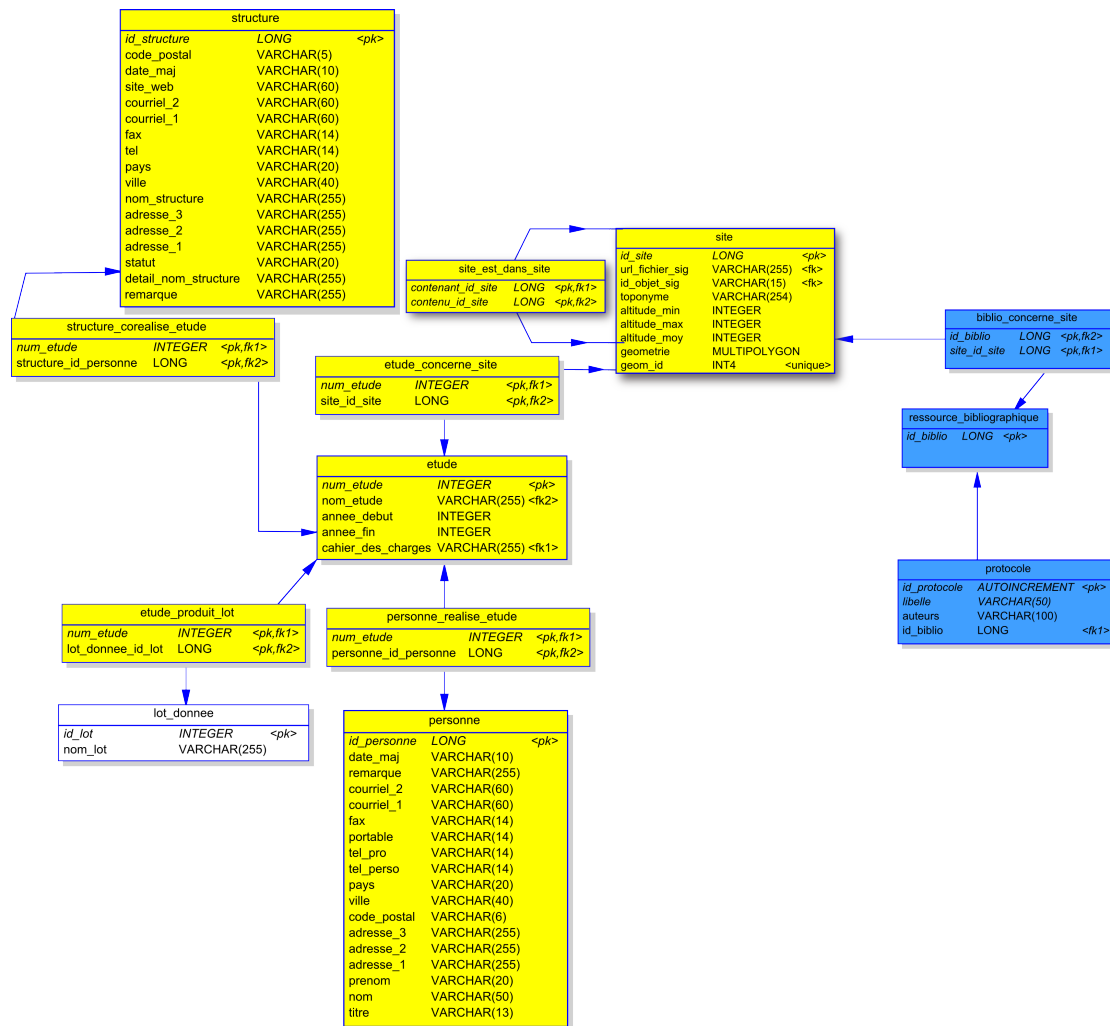 structure
id_structure LONG <pk>
code_postal VARCHAR(5)
date_maj VARCHAR(10)
site_web VARCHAR(60)
courriel_2 VARCHAR(60)
courriel_1 VARCHAR(60)
fax VARCHAR(14)
tel VARCHAR(14)
pays VARCHAR(20)
ville VARCHAR(40)
nom_structure VARCHAR(255)
adresse_3 VARCHAR(255)
adresse_2 VARCHAR(255)
adresse_1 VARCHAR(255)
statut VARCHAR(20)
detail_nom_structure VARCHAR(255)
remarque VARCHAR(255)
site
id_site LONG <pk>
url_fichier_sig VARCHAR(255) <fk>
id_objet_sig VARCHAR(15) <fk>
toponyme VARCHAR(254)
altitude_min INTEGER
altitude_max INTEGER
altitude_moy INTEGER
geometrie MULTIPOLYGON
geom_id INT4 <unique>
site_est_dans_site
contenant_id_site LONG <pk,fk1>
contenu_id_site LONG <pk,fk2>
biblio_concerne_site
id_biblio LONG <pk,fk2>
site_id_site LONG <pk,fk1>
structure_corealise_etude
num_etude INTEGER <pk,fk1>
structure_id_personne LONG <pk,fk2>
etude_concerne_site
num_etude INTEGER <pk,fk1>
site_id_site LONG <pk,fk2>
ressource_bibliographique
id_biblio LONG <pk>
etude
num_etude INTEGER <pk>
nom_etude VARCHAR(255) <fk2>
annee_debut INTEGER
annee_fin INTEGER
cahier_des_charges VARCHAR(255) <fk1>
protocole
id_protocole AUTOINCREMENT <pk>
libelle VARCHAR(50)
auteurs VARCHAR(100)
id_biblio LONG <fk1>
etude_produit_lot
num_etude INTEGER <pk,fk1>
lot_donnee_id_lot LONG <pk,fk2>
personne_realise_etude
num_etude INTEGER <pk,fk1>
personne_id_personne LONG <pk,fk2>
lot_donnee
id_lot INTEGER <pk>
nom_lot VARCHAR(255)
personne
id_personne LONG <pk>
date_maj VARCHAR(10)
remarque VARCHAR(255)
courriel_2 VARCHAR(60)
courriel_1 VARCHAR(60)
fax VARCHAR(14)
portable VARCHAR(14)
tel_pro VARCHAR(14)
tel_perso VARCHAR(14)
pays VARCHAR(20)
ville VARCHAR(40)
code_postal VARCHAR(6)
adresse_3 VARCHAR(255)
adresse_2 VARCHAR(255)
adresse_1 VARCHAR(255)
prenom VARCHAR(20)
nom VARCHAR(50)
titre VARCHAR(13)